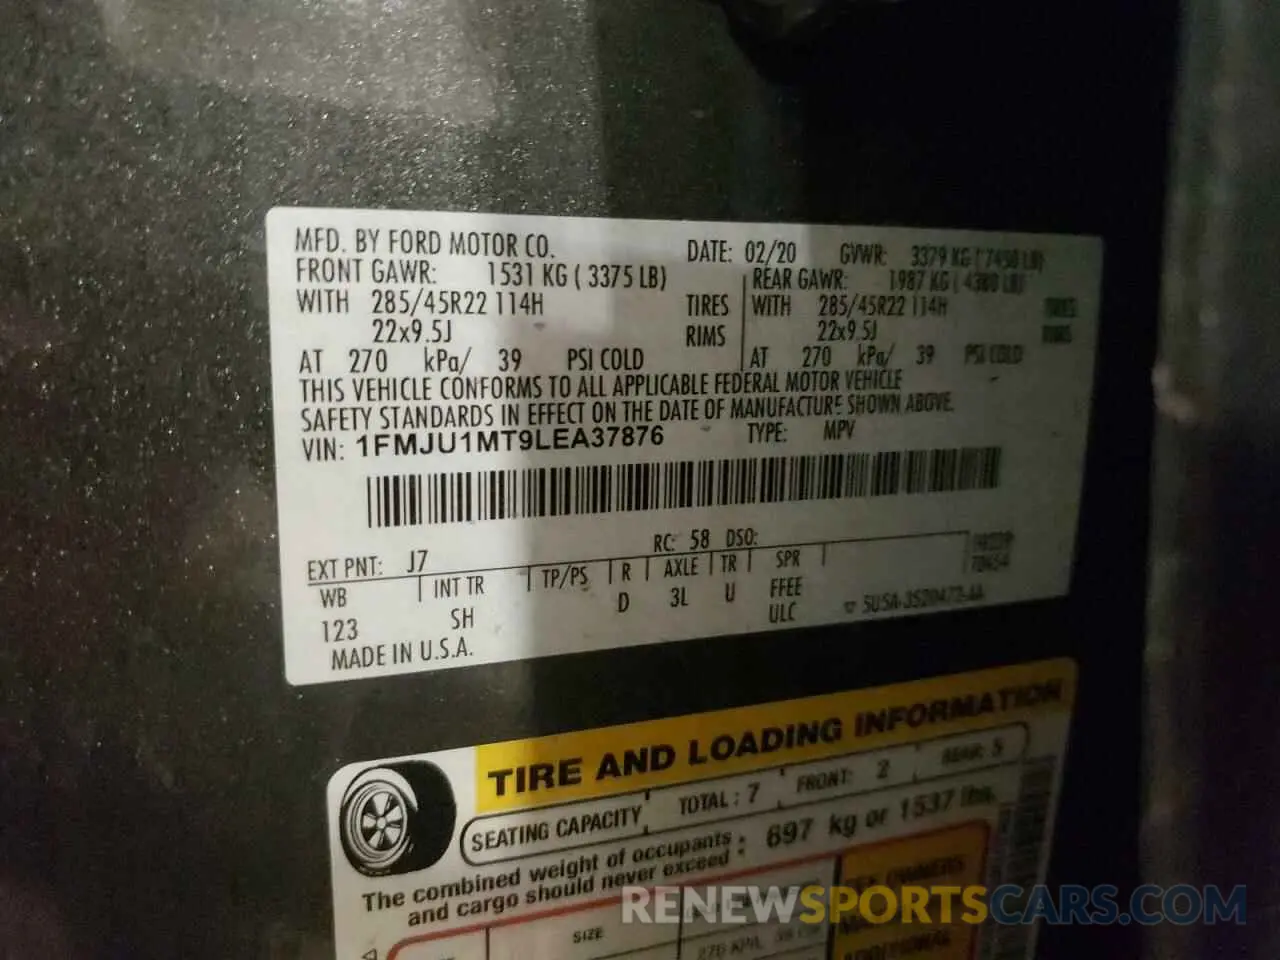 MFD. BY FORD MOTOR CO. DATE: 02/20 GVWR: 3379 KG ( 7450 LB)
FRONT GAWR: 1531 KG ( 3375 LB) REAR GAWR: 1987 KG ( 4380 LB)
WITH 285/45R22 114H TIRES WITH 285/45R22 114H TIRES
22x9.5J RIMS 22x9.5J RIMS
AT 270 kPa/ 39 PSI COLD AT 270 kPa/ 39 PSI COLD
THIS VEHICLE CONFORMS TO ALL APPLICABLE FEDERAL MOTOR VEHICLE
SAFETY STANDARDS IN EFFECT ON THE DATE OF MANUFACTURE SHOWN ABOVE.
VIN: 1FMJU1MT9LEA37876 TYPE: MPV
EXT PNT: J7 RC: 58 DSO:
WB INT TR TP/PS R AXLE TR SPR
123 SH D 3L U FFEE
ULC
MADE IN U.S.A.
TIRE AND LOADING INFORMATION
SEATING CAPACITY TOTAL : 7 FRONT: 2 REAR: 5
The combined weight of occupants
and cargo should never exceed : 697 kg or 1537 lbs.
SIZE
RENEWSPORTSCARS.COM